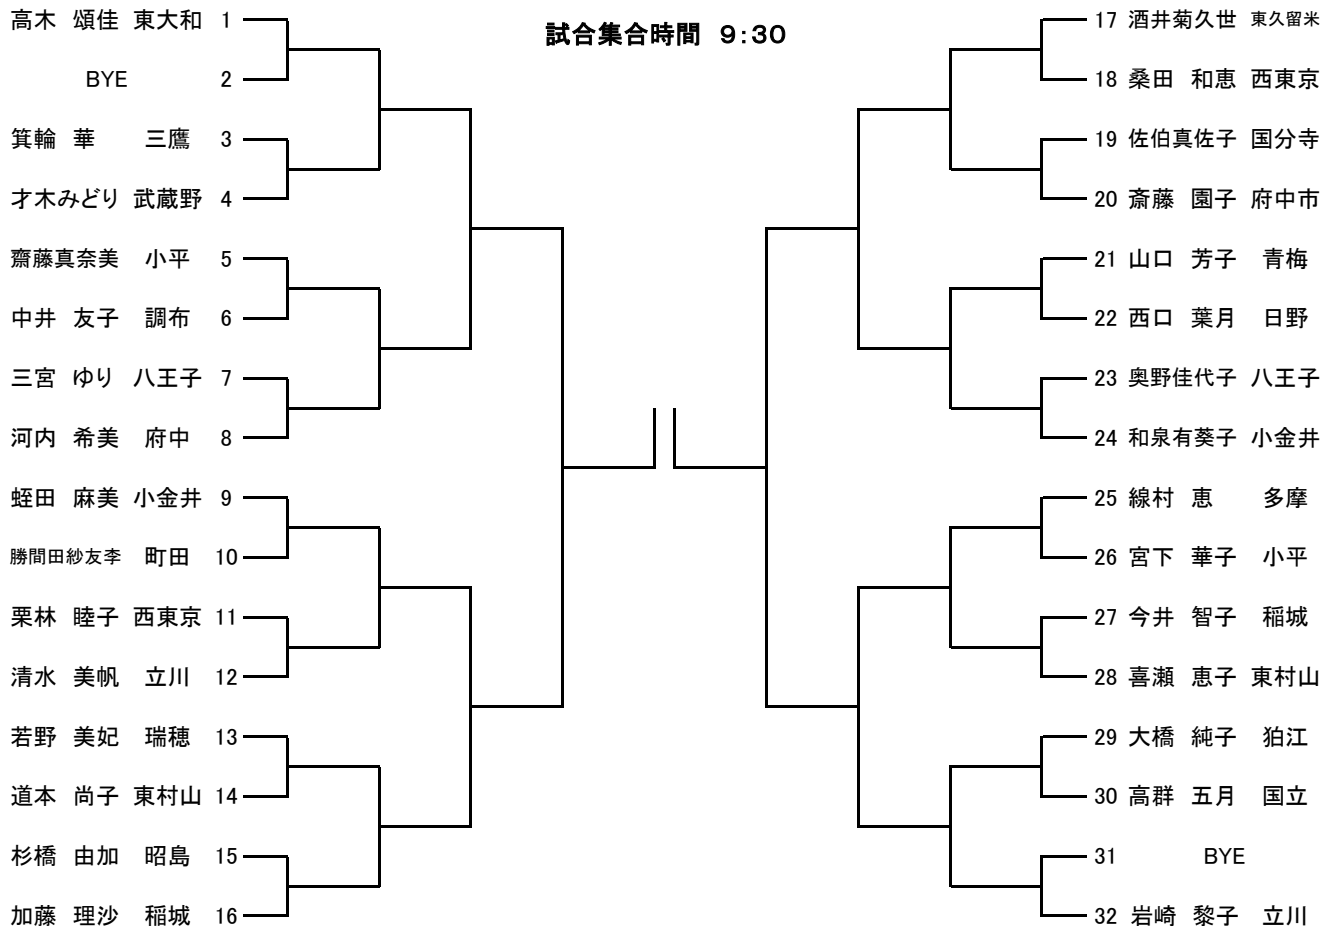 試合集合時間 9:30
高木 頌佳 東大和 1
BYE 2
箕輪 華 三鷹 3
才木みどり 武蔵野 4
齋藤真奈美 小平 5
中井 友子 調布 6
三宮 ゆり 八王子 7
河内 希美 府中 8
蛭田 麻美 小金井 9
勝間田紗友李 町田 10
栗林 睦子 西東京 11
清水 美帆 立川 12
若野 美妃 瑞穂 13
道本 尚子 東村山 14
杉橋 由加 昭島 15
加藤 理沙 稲城 16
17 酒井菊久世 東久留米
18 桑田 和恵 西東京
19 佐伯真佐子 国分寺
20 斎藤 園子 府中市
21 山口 芳子 青梅
22 西口 葉月 日野
23 奥野佳代子 八王子
24 和泉有葵子 小金井
25 線村 恵 多摩
26 宮下 華子 小平
27 今井 智子 稲城
28 喜瀬 恵子 東村山
29 大橋 純子 狛江
30 高群 五月 国立
31 BYE
32 岩崎 黎子 立川